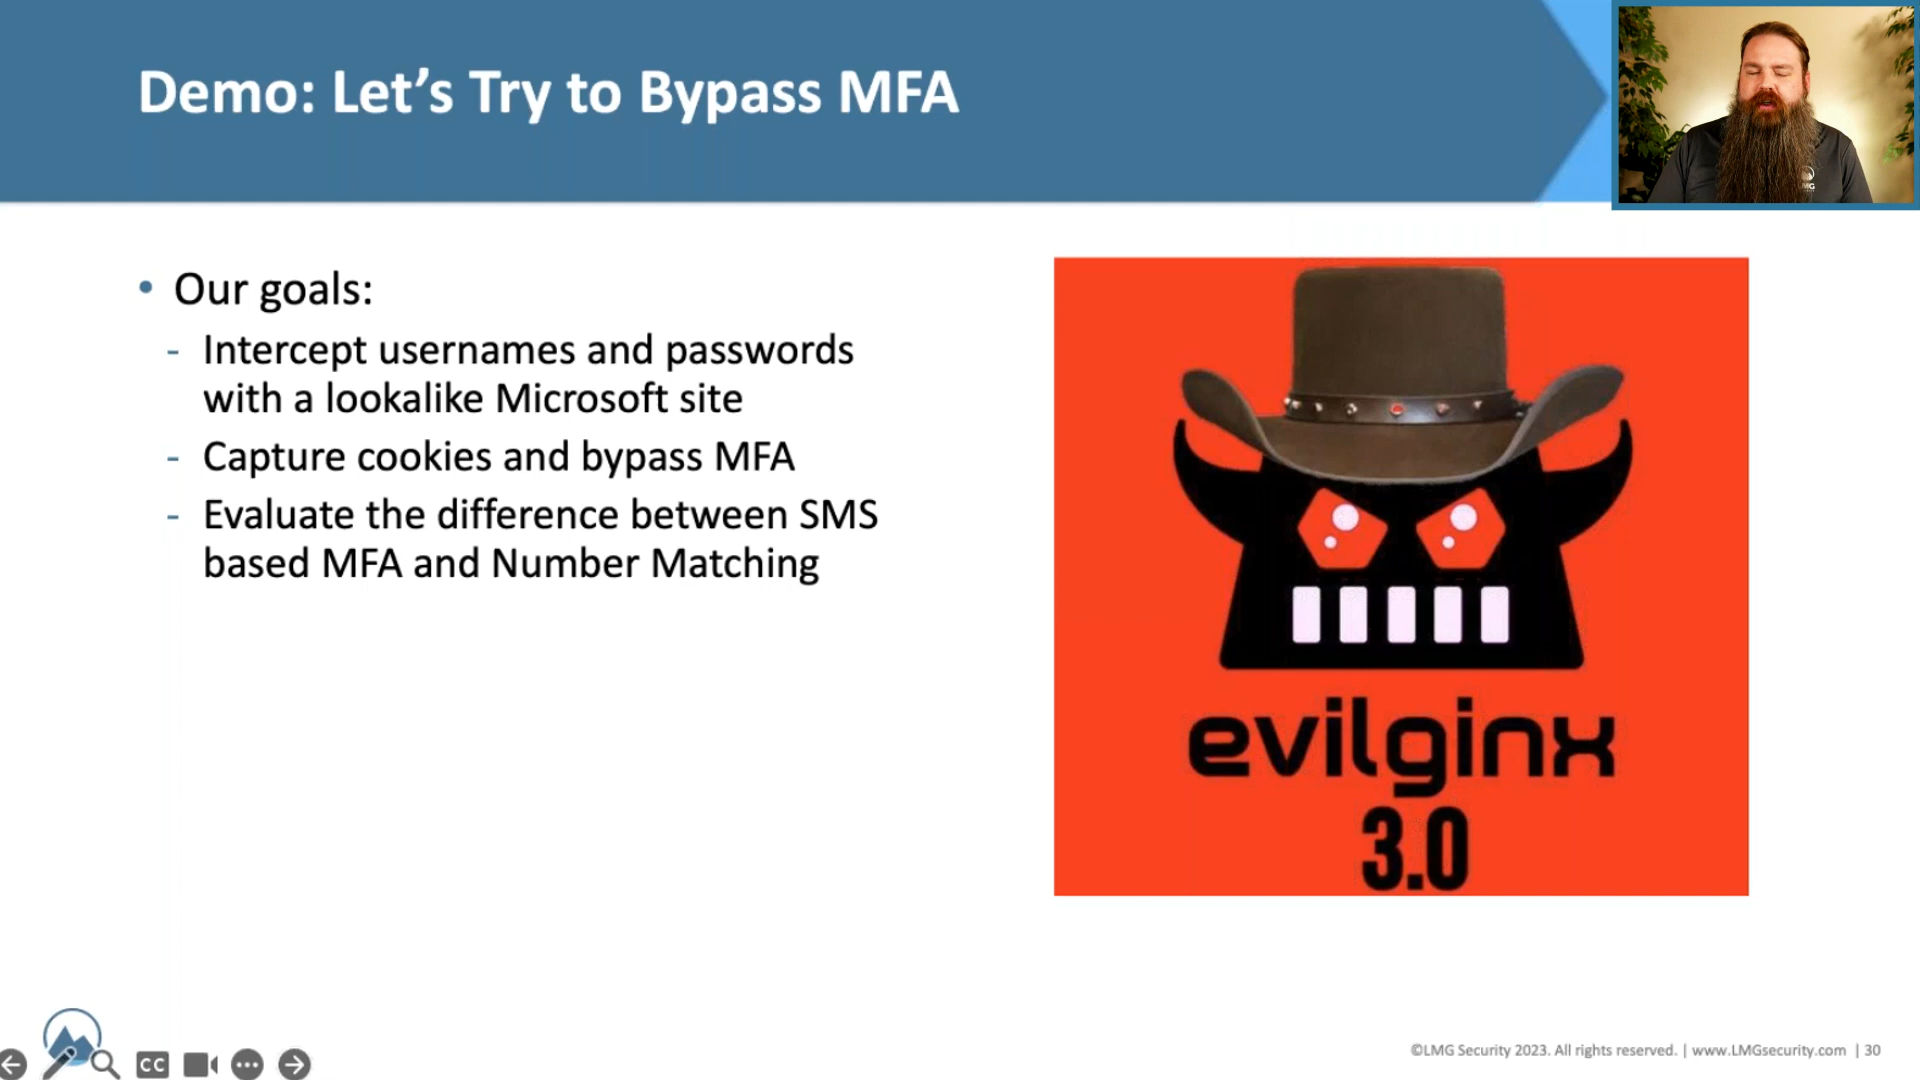 Demo: Let’s Try to Bypass MFA
• Our goals:
- Intercept usernames and passwords
with a lookalike Microsoft site
- Capture cookies and bypass MFA
- Evaluate the difference between SMS
based MFA and Number Matching
evilginx
3.0
CC
©LMG Security 2023. All rights reserved. | www.LMGsecurity.com | 30